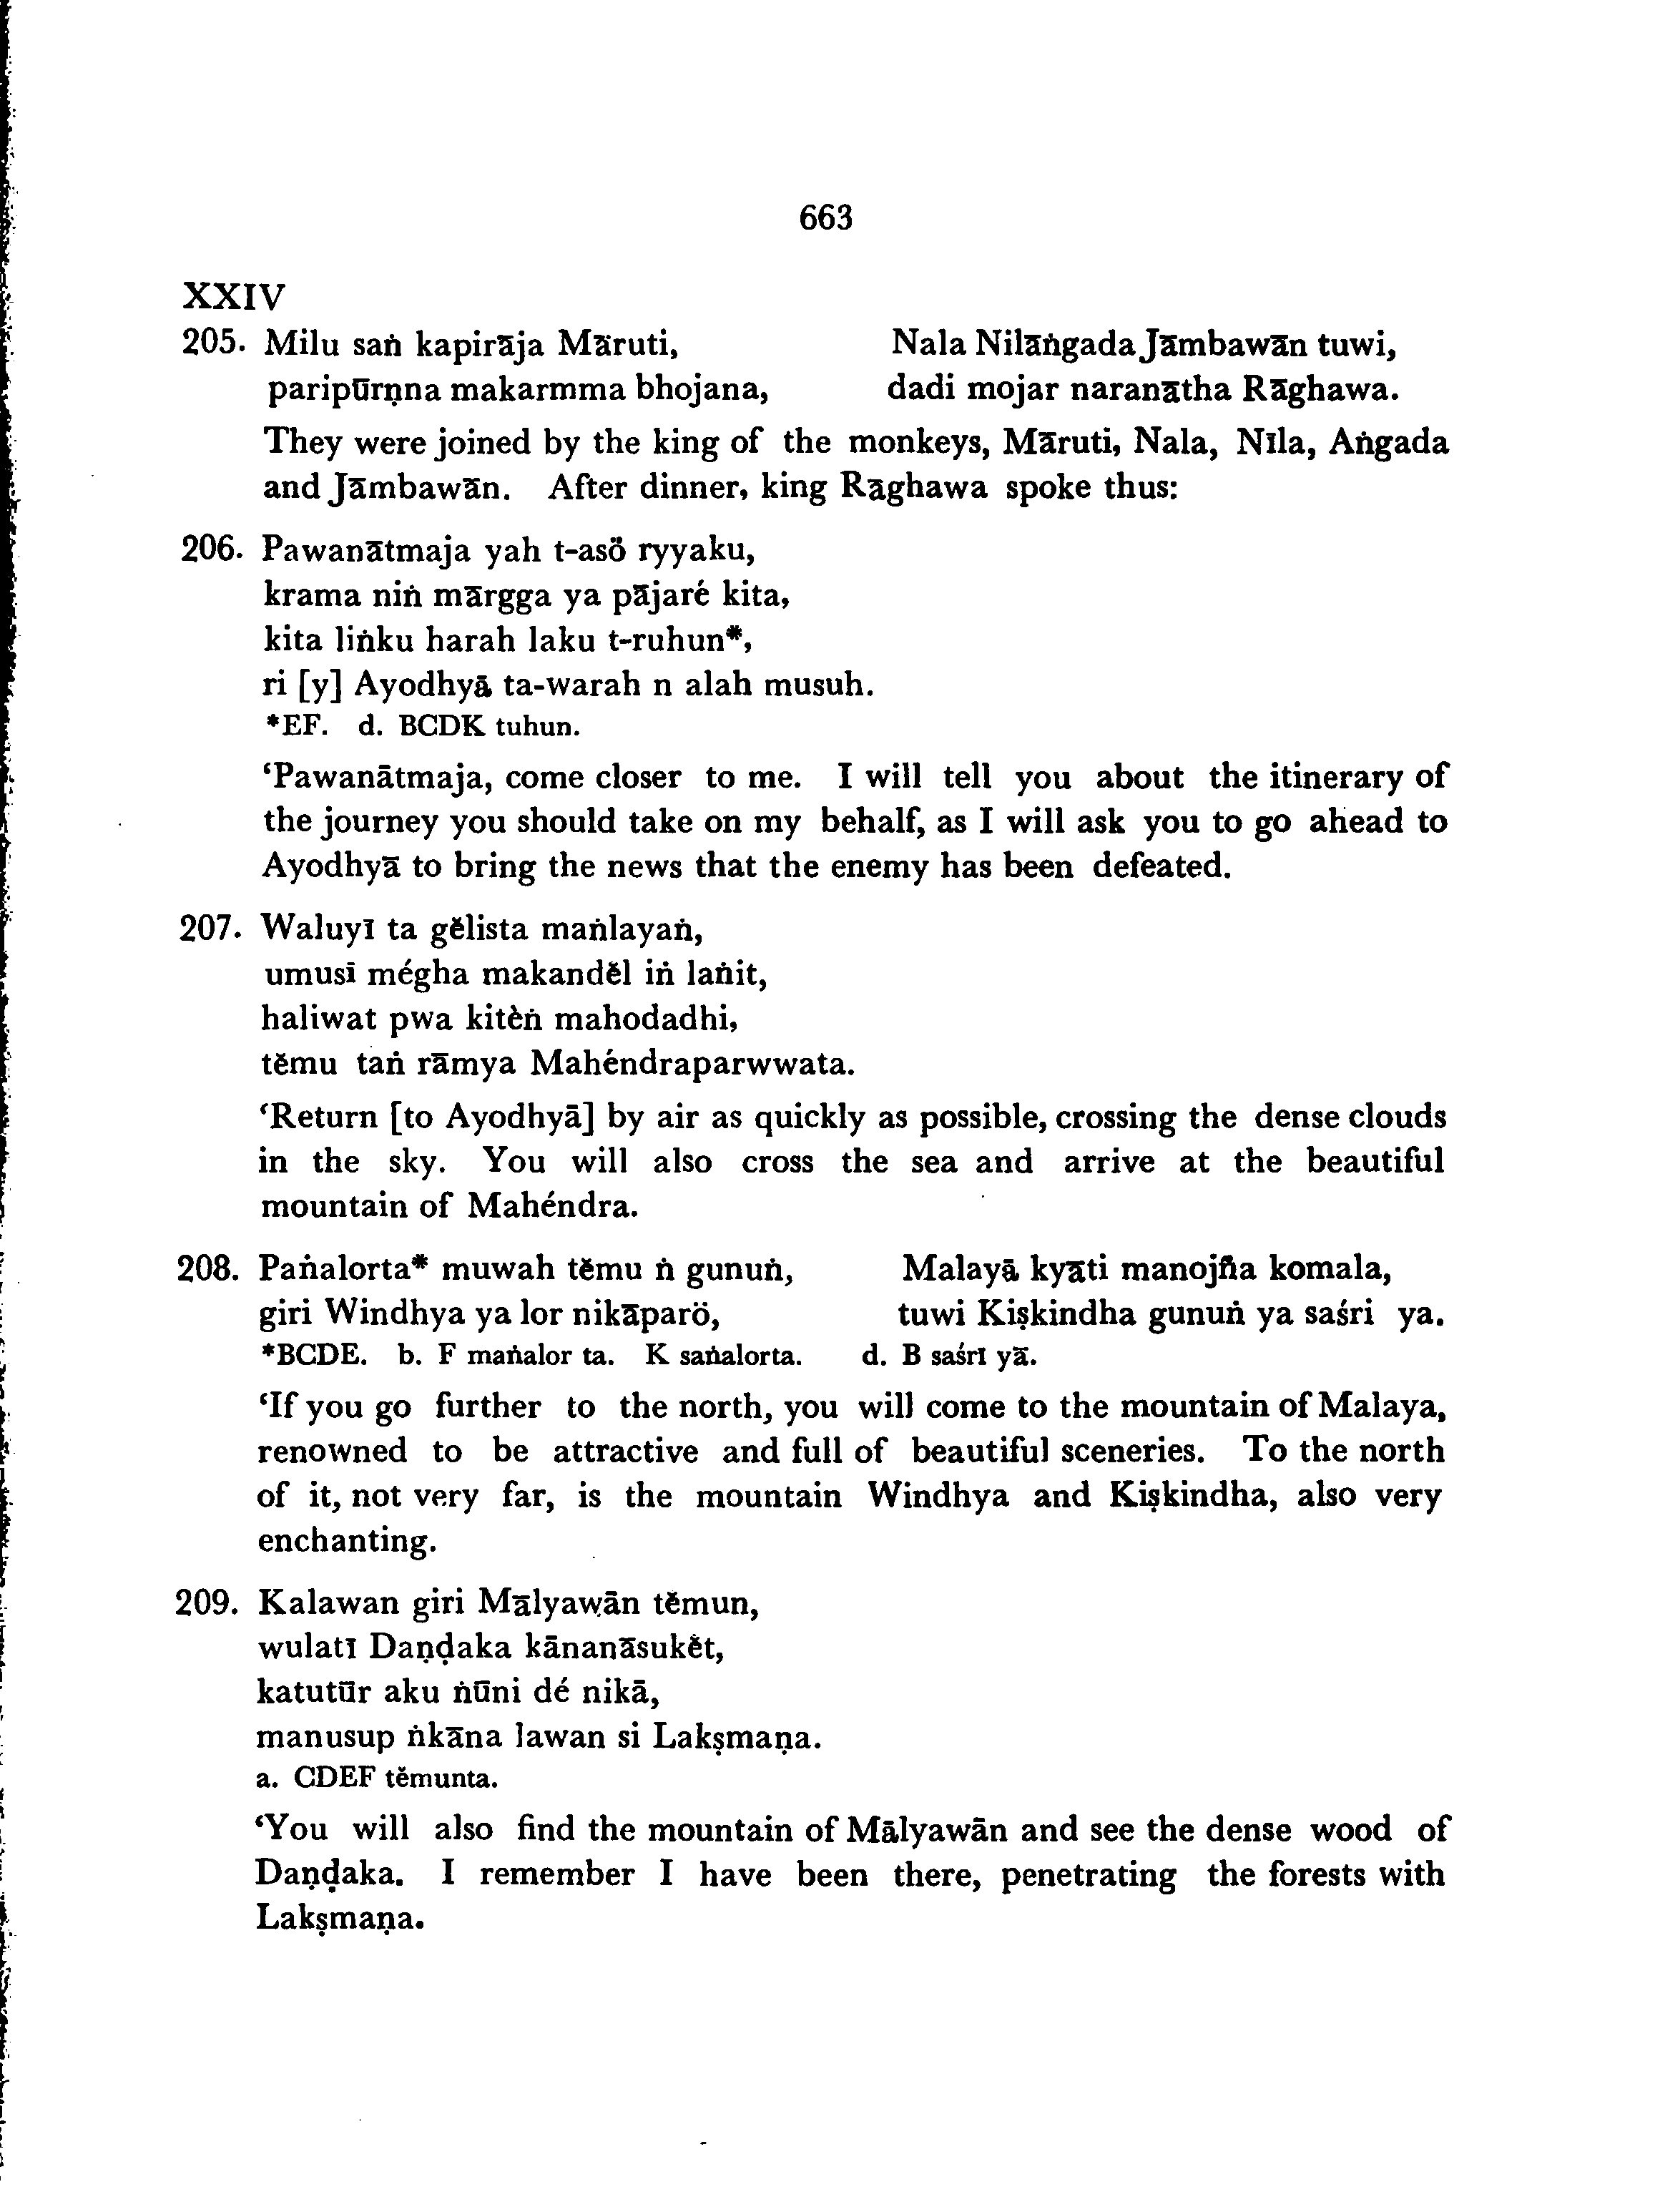 663
XXIV
205. Milu saṅ kapirāja Māruti, Nala Nilāṅgada Jāmbawān tuwi,
paripūrṇna makarmma bhojana, dadi mojar naranātha Rāghawa.
They were joined by the king of the monkeys, Māruti, Nala, Nīla, Aṅgada
and Jāmbawān. After dinner, king Rāghawa spoke thus:
206. Pawanātmaja yah t-asö ryyaku,
krama niṅ mārgga ya pājaré kita,
kita liṅku harah laku t-ruhun*,
ri [y] Ayodhyā ta-warah n alah musuh.
*EF. d. BCDK tuhun.
‘Pawanātmaja, come closer to me. I will tell you about the itinerary of
the journey you should take on my behalf, as I will ask you to go ahead to
Ayodhyā to bring the news that the enemy has been defeated.
207. Waluyī ta gĕlista maṅlayaṅ,
umusī mégha makandĕl iṅ laṅit,
haliwat pwa kitèṅ mahodadhi,
tĕmu taṅ rāmya Mahéndraparwwata.
‘Return [to Ayodhyā] by air as quickly as possible, crossing the dense clouds
in the sky. You will also cross the sea and arrive at the beautiful
mountain of Mahéndra.
208. Paṅalorta* muwah tĕmu ṅ gunuṅ, Malayā kyāti manojña komala,
giri Windhya ya lor nikāparö, tuwi Kiṣkindha gunuṅ ya saśri ya.
*BCDE. b. F maṅalor ta. K saṅalorta. d. B saśrī yā.
‘If you go further to the north, you will come to the mountain of Malaya,
renowned to be attractive and full of beautiful sceneries. To the north
of it, not very far, is the mountain Windhya and Kiṣkindha, also very
enchanting.
209. Kalawan giri Mālyawān tĕmun,
wulatī Daṇḍaka kānanāsukĕt,
katutūr aku ṅūni dé nikā,
manusup ṅkāna lawan si Lakṣmaṇa.
a. CDEF tĕmunta.
‘You will also find the mountain of Mālyawān and see the dense wood of
Daṇḍaka. I remember I have been there, penetrating the forests with
Lakṣmaṇa.